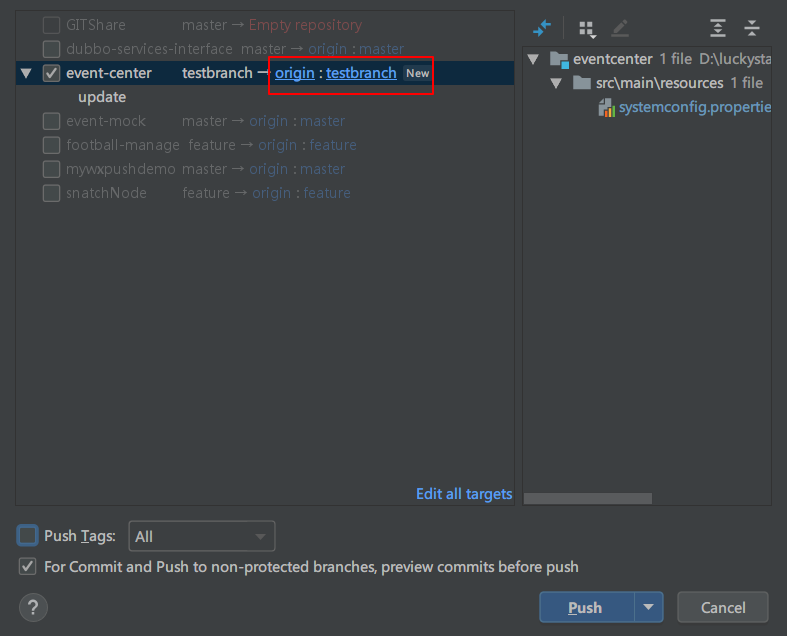 GITShare master → Empty repository
dubbo-services-interface master → origin : master
event-center testbranch → origin : testbranch New
update
event-mock master → origin : master
football-manage feature → origin : feature
mywxpushdemo master → origin : master
snatchNode feature → origin : feature
Edit all targets
eventcenter 1 file D:\luckysta
src\main\resources 1 file
systemconfig.propertie
Push Tags: All
For Commit and Push to non-protected branches, preview commits before push
? Push Cancel